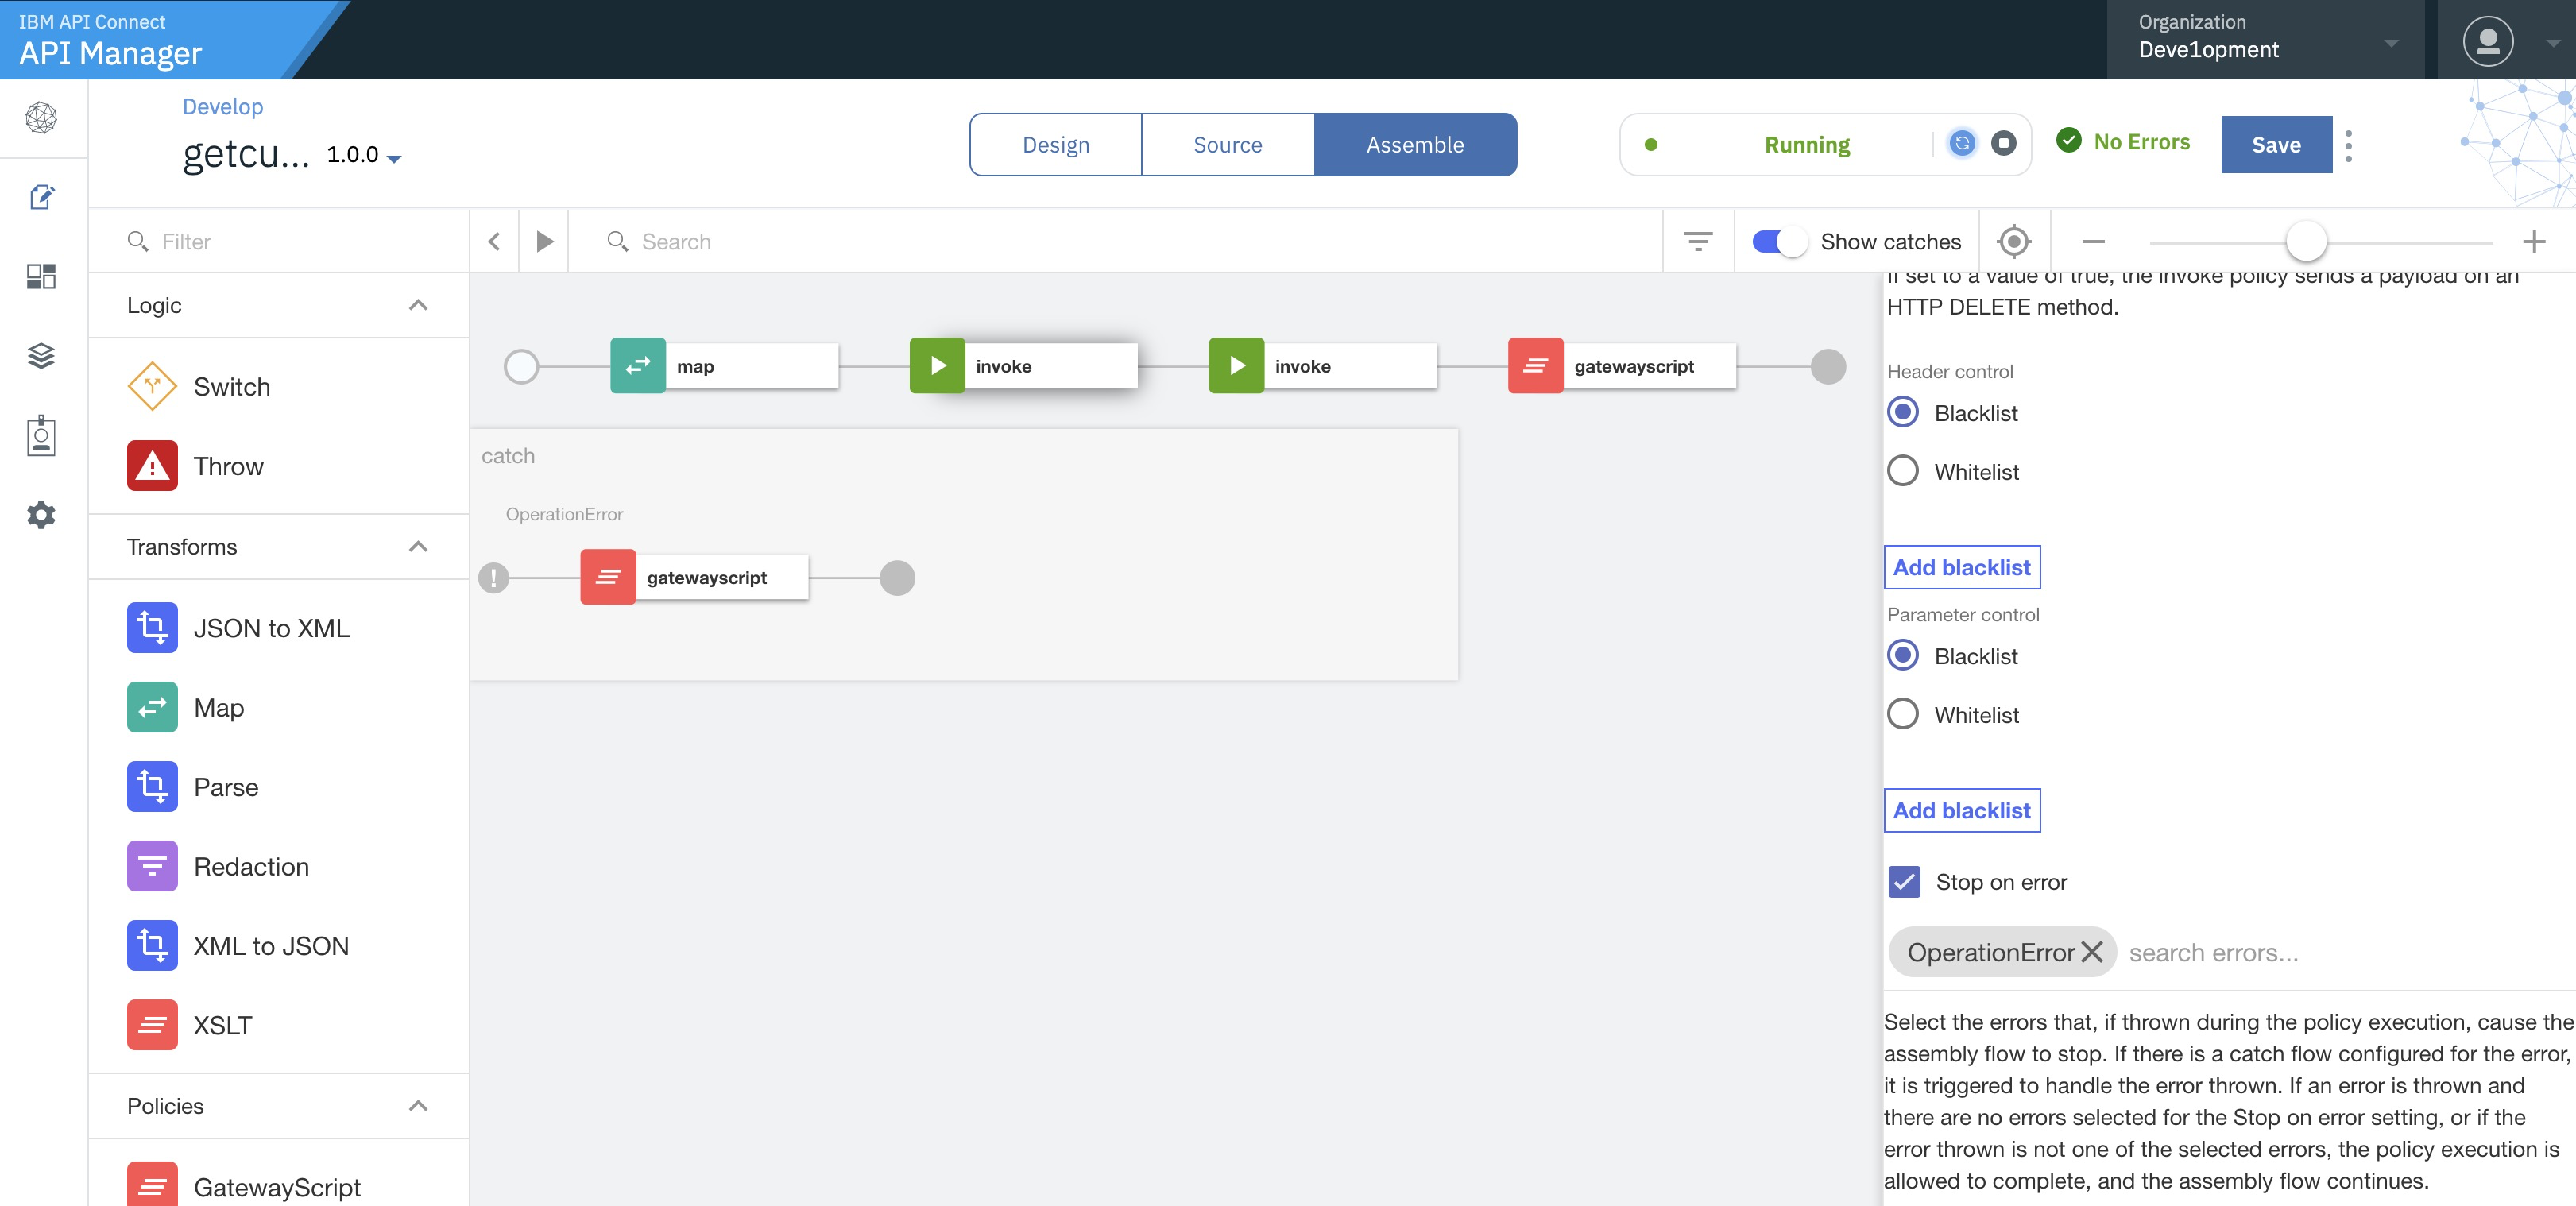 IBM API Connect
API Manager
Organization
Deve1opment
Develop
getcu... 1.0.0
Design
Source
Assemble
Running
No Errors
Save
Filter
Search
Show catches
Logic
Switch
Throw
Transforms
JSON to XML
Map
Parse
Redaction
XML to JSON
XSLT
Policies
GatewayScript
map
invoke
invoke
gatewayscript
catch
OperationError
gatewayscript
If set to a value of true, the invoke policy sends a payload on an
HTTP DELETE method.
Header control
Blacklist
Whitelist
Add blacklist
Parameter control
Blacklist
Whitelist
Add blacklist
Stop on error
OperationError search errors...
Select the errors that, if thrown during the policy execution, cause the
assembly flow to stop. If there is a catch flow configured for the error,
it is triggered to handle the error thrown. If an error is thrown and
there are no errors selected for the Stop on error setting, or if the
error thrown is not one of the selected errors, the policy execution is
allowed to complete, and the assembly flow continues.